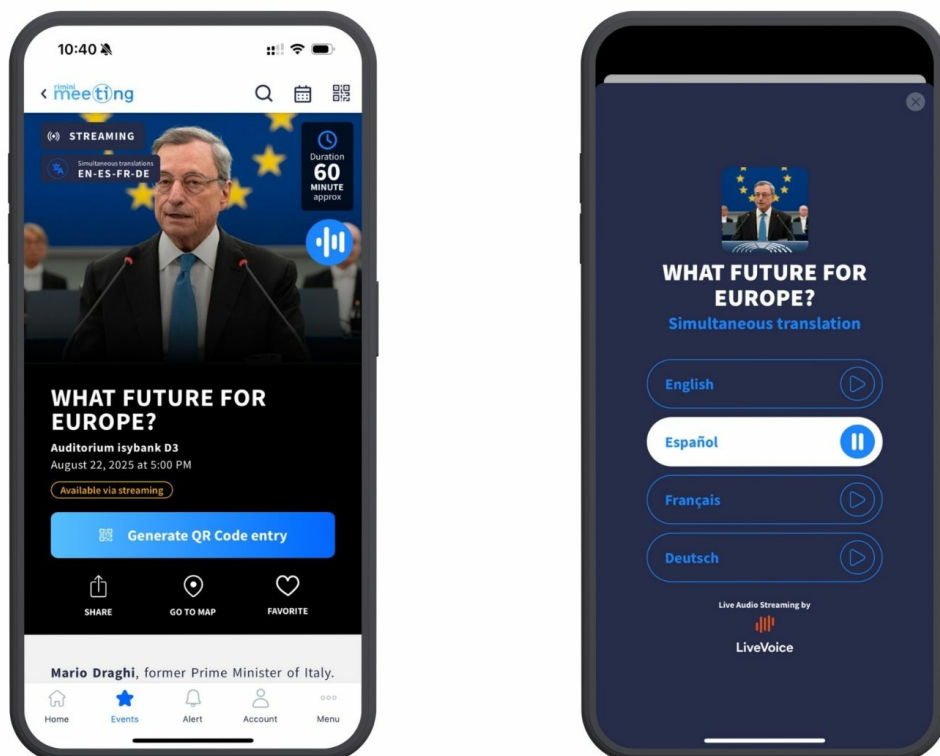 10:40
rimini
meeting
STREAMING
Simultaneous translations
EN-ES-FR-DE
Duration
60
MINUTE
approx
WHAT FUTURE FOR
EUROPE?
Auditorium isybank D3
August 22, 2025 at 5:00 PM
Available via streaming
Generate QR Code entry
SHARE
GO TO MAP
FAVORITE
Mario Draghi, former Prime Minister of Italy.
Home
Events
Alert
Account
Menu
WHAT FUTURE FOR
EUROPE?
Simultaneous translation
English
Español
Français
Deutsch
Live Audio Streaming by
LiveVoice